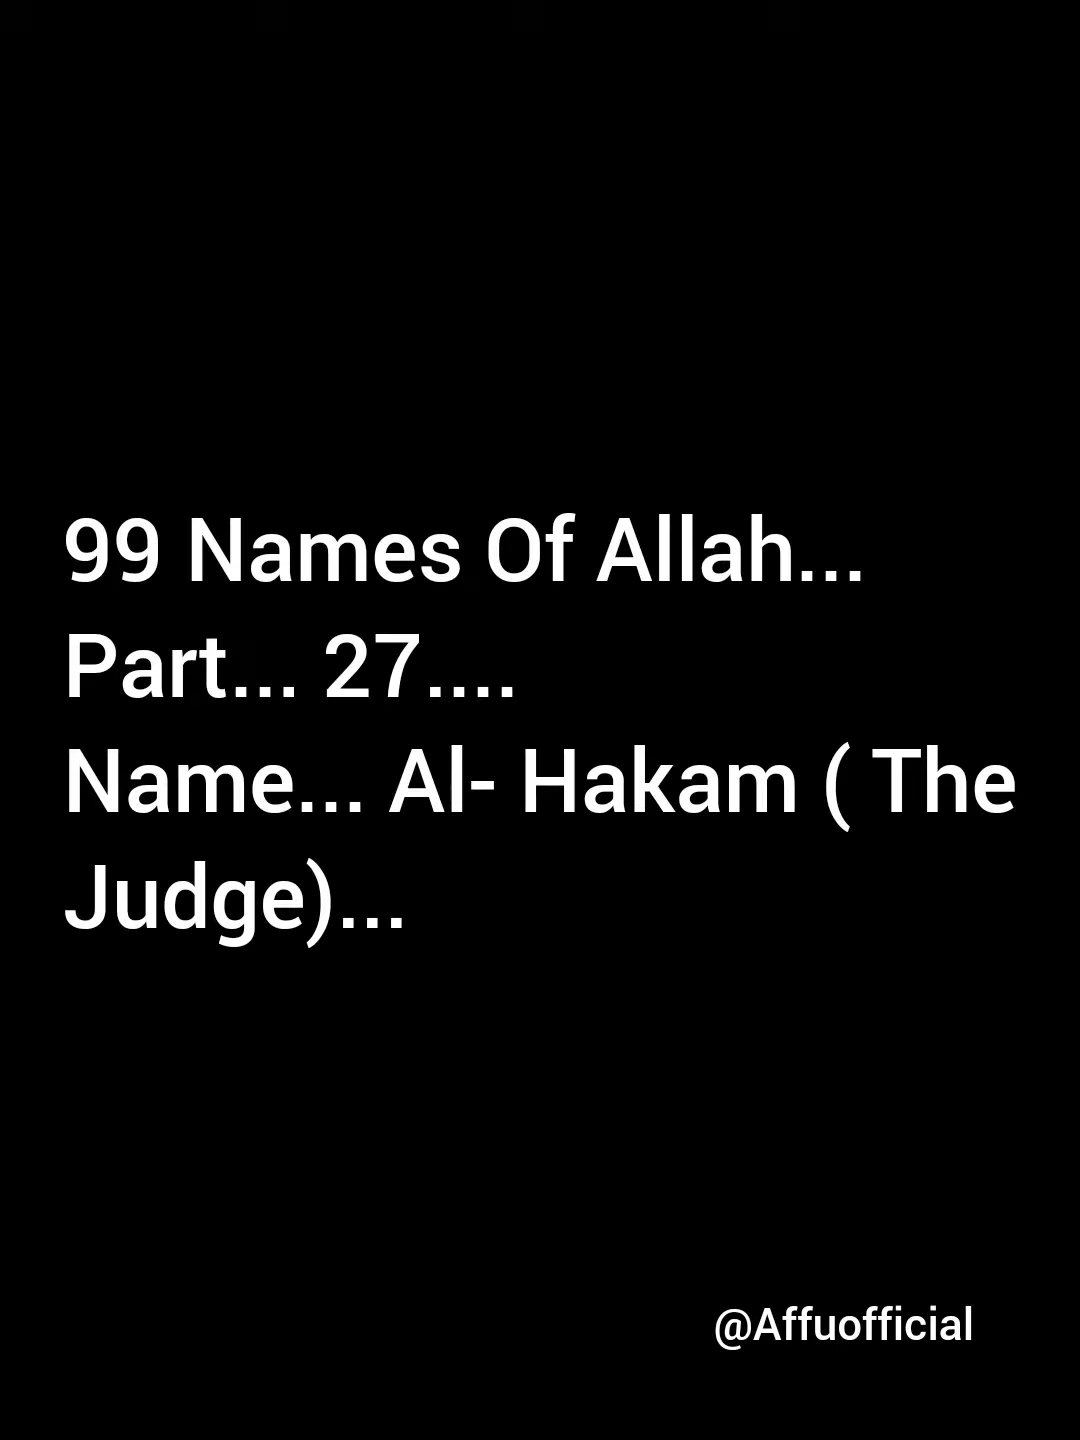 99 Names Of Allah...
Part... 27....
Name... Al- Hakam ( The
Judge)...
@Affuofficial